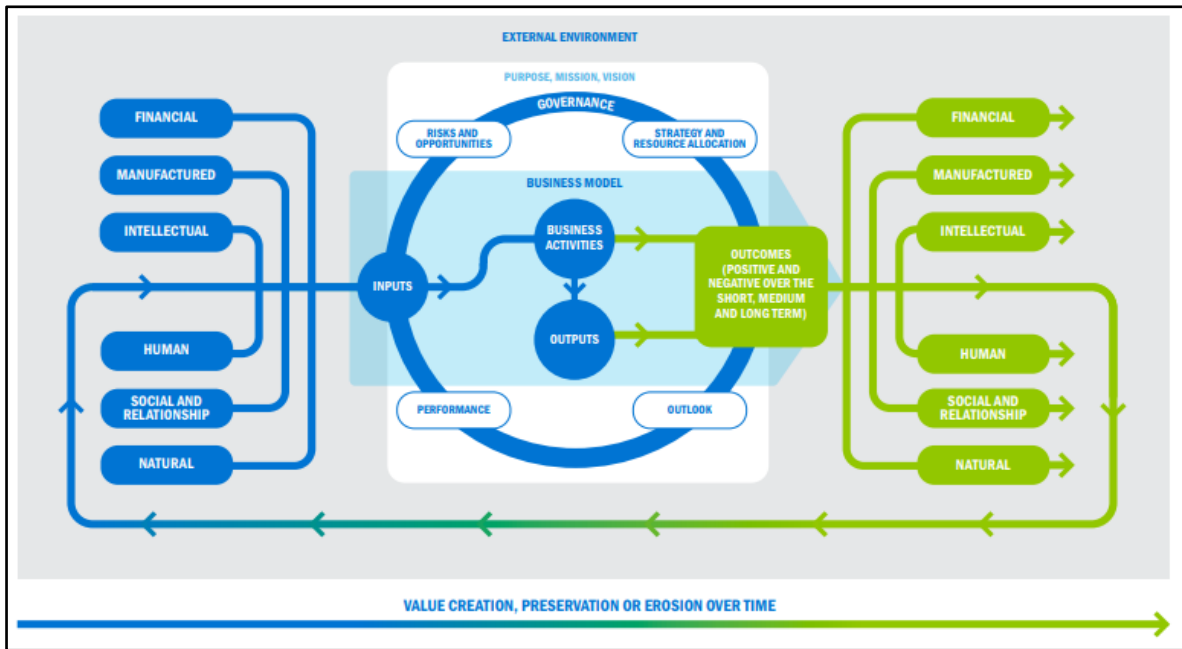 EXTERNAL ENVIRONMENT
PURPOSE, MISSION, VISION
GOVERNANCE
FINANCIAL
MANUFACTURED
INTELLECTUAL
HUMAN
SOCIAL AND
RELATIONSHIP
NATURAL
RISKS AND
OPPORTUNITIES
STRATEGY AND
RESOURCE ALLOCATION
BUSINESS MODEL
INPUTS
BUSINESS
ACTIVITIES
OUTPUTS
OUTCOMES
(POSITIVE AND
NEGATIVE OVER THE
SHORT, MEDIUM
AND LONG TERM)
PERFORMANCE
OUTLOOK
FINANCIAL
MANUFACTURED
INTELLECTUAL
HUMAN
SOCIAL AND
RELATIONSHIP
NATURAL
VALUE CREATION, PRESERVATION OR EROSION OVER TIME